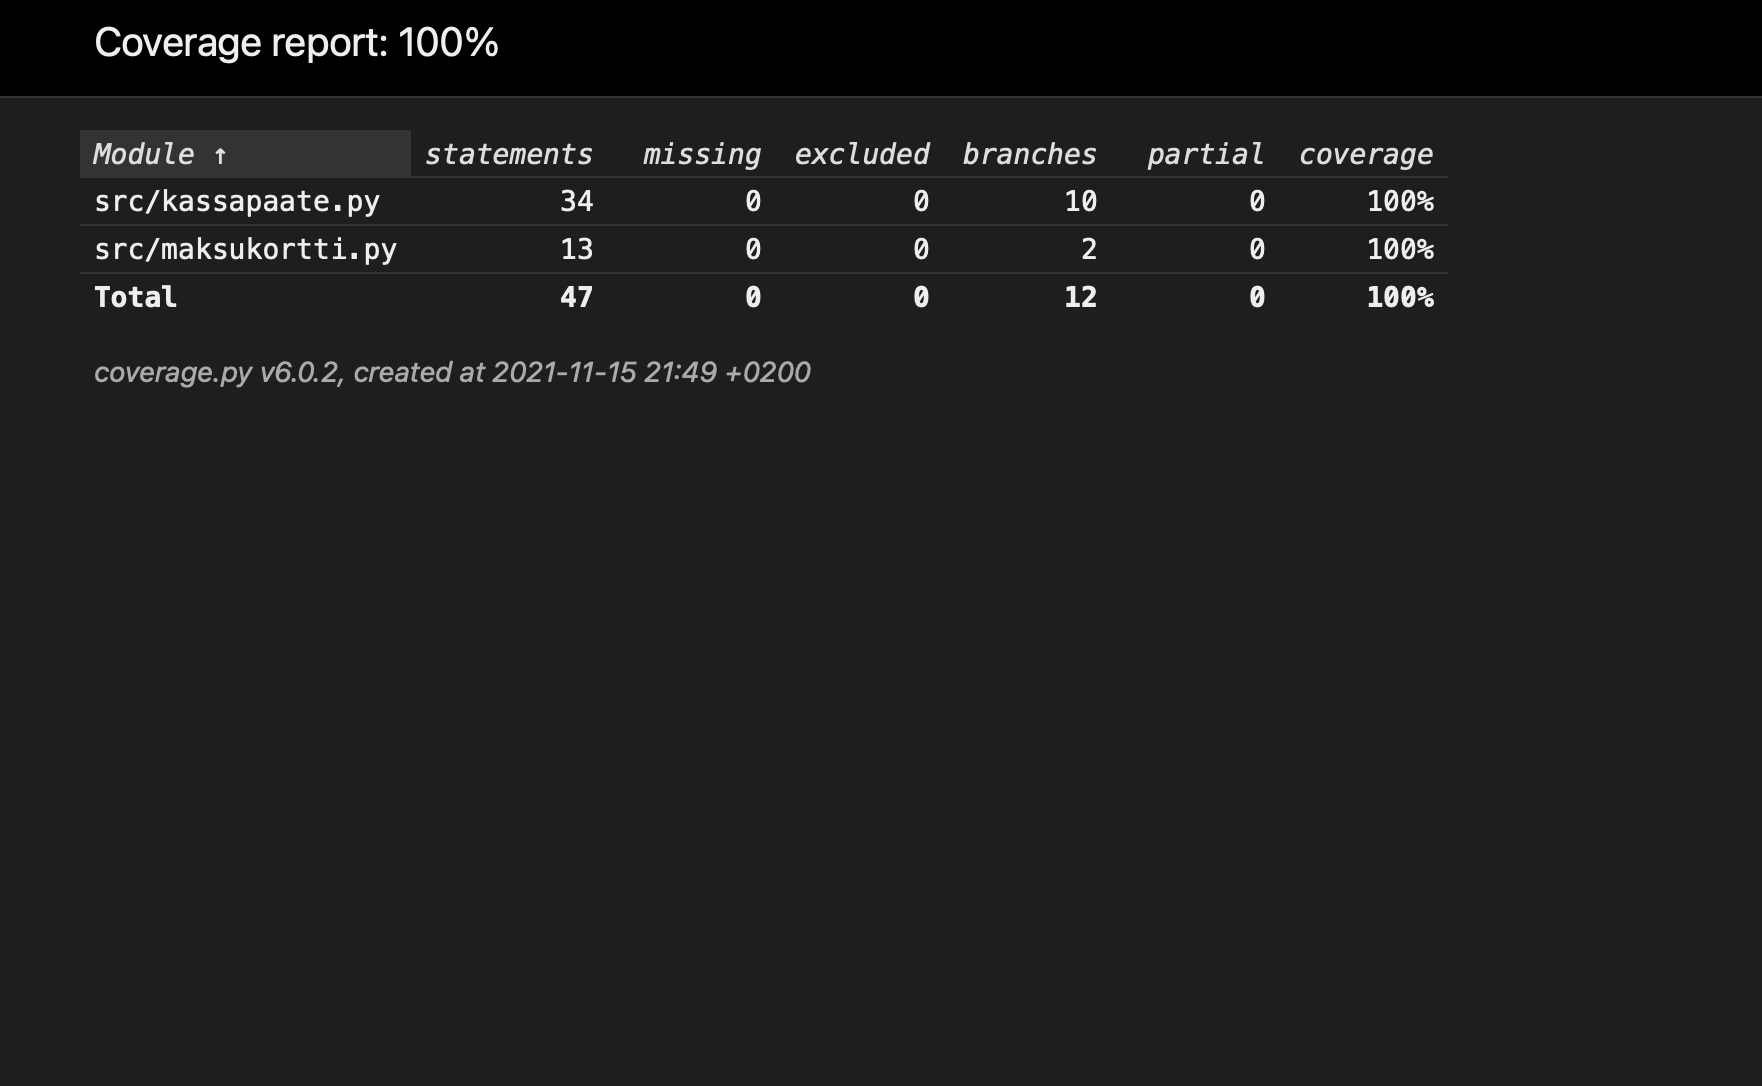 Coverage report: 100%
Module ↑ statements missing excluded branches partial coverage
src/kassapaate.py 34 0 0 10 0 100%
src/maksukortti.py 13 0 0 2 0 100%
Total 47 0 0 12 0 100%
coverage.py v6.0.2, created at 2021-11-15 21:49 +0200